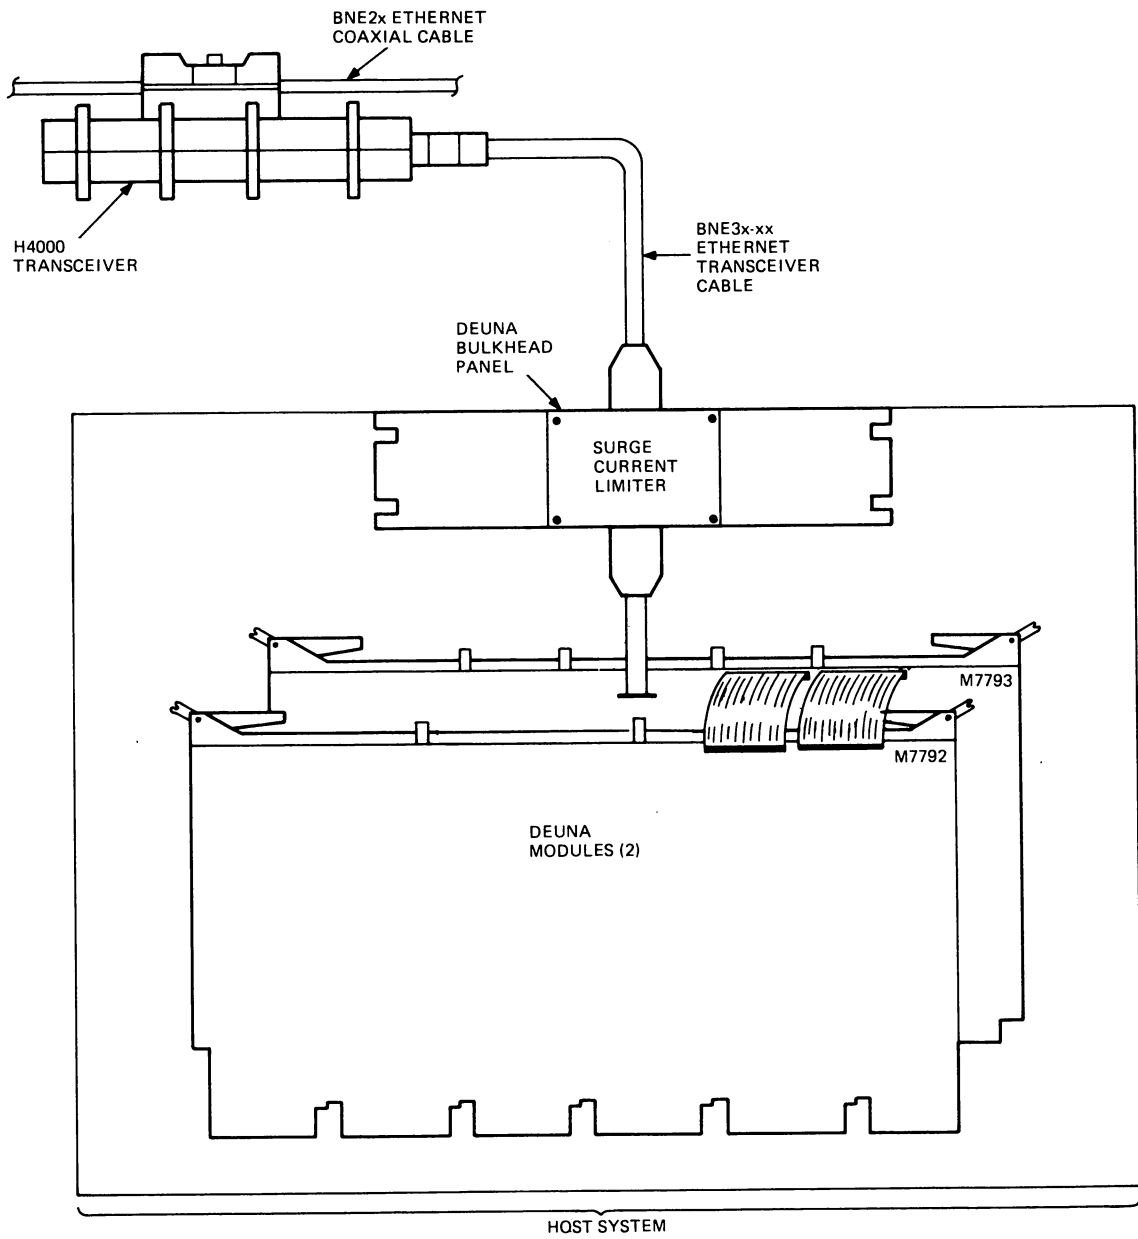 BNE2x ETHERNET
COAXIAL CABLE
H4000
TRANSCEIVER
BNE3x-xx
ETHERNET
TRANSCEIVER
CABLE
DEUNA
BULKHEAD
PANEL
SURGE
CURRENT
LIMITER
M7793
M7792
DEUNA
MODULES (2)
HOST SYSTEM